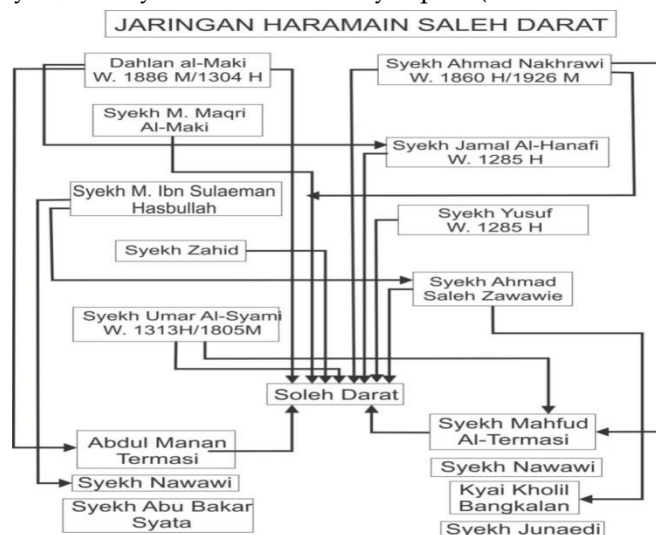 JARINGAN HARAMAIN SALEH DARAT
Dahlan al-Maki
W. 1886 M/1304 H
Syekh Ahmad Nakhrawi
W. 1860 H/1926 M
Syekh M. Maqri
Al-Maki
Syekh Jamal Al-Hanafi
W. 1285 H
Syekh M. Ibn Sulaeman
Hasbullah
Syekh Yusuf
W. 1285 H
Syekh Zahid
Syekh Ahmad
Saleh Zawawie
Syekh Umar Al-Syami
W. 1313H/1805M
Soleh Darat
Abdul Manan
Termasi
Syekh Mahfud
Al-Termasi
Syekh Nawawi
Syekh Nawawi
Syekh Abu Bakar
Syata
Kyai Kholil
Bangkalan
Syekh Junaedi